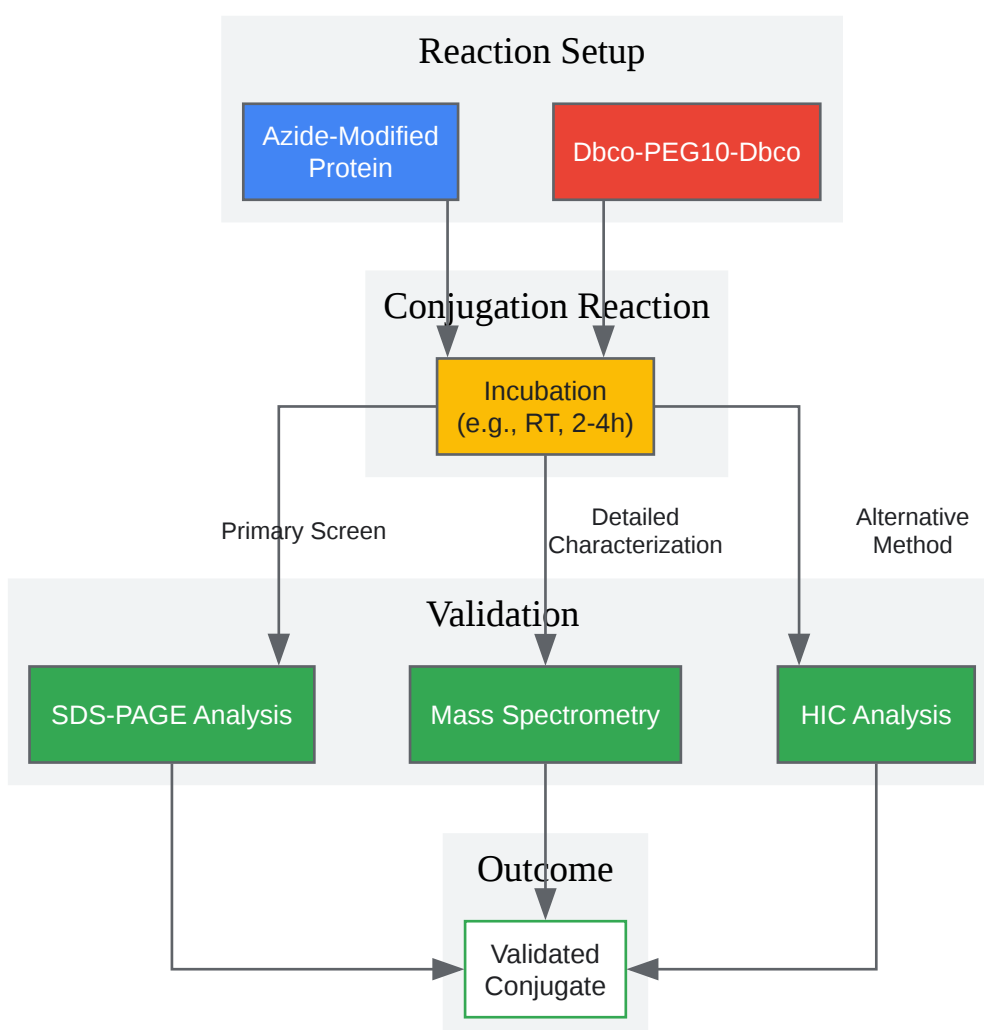 Reaction Setup
Azide-Modified
Protein
Dbco-PEG10-Dbco
Conjugation Reaction
Incubation
(e.g., RT, 2-4h)
Primary Screen
Detailed
Characterization
Alternative
Method
Validation
SDS-PAGE Analysis
Mass Spectrometry
HIC Analysis
Outcome
Validated
Conjugate